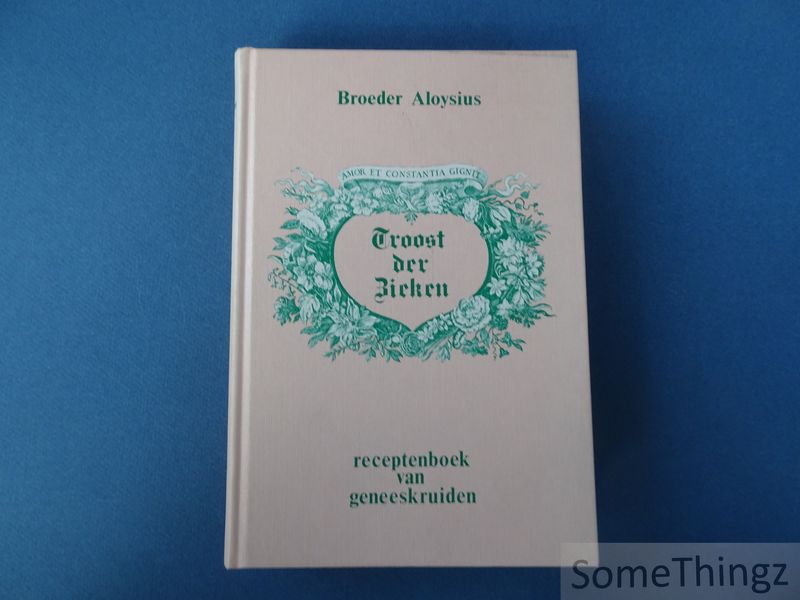 Broeder Aloysius
AMOR ET CONSTANTIA GIGNIT
Troost
der
Zieken
receptenboek
van
geneeskruiden
SomeThingz